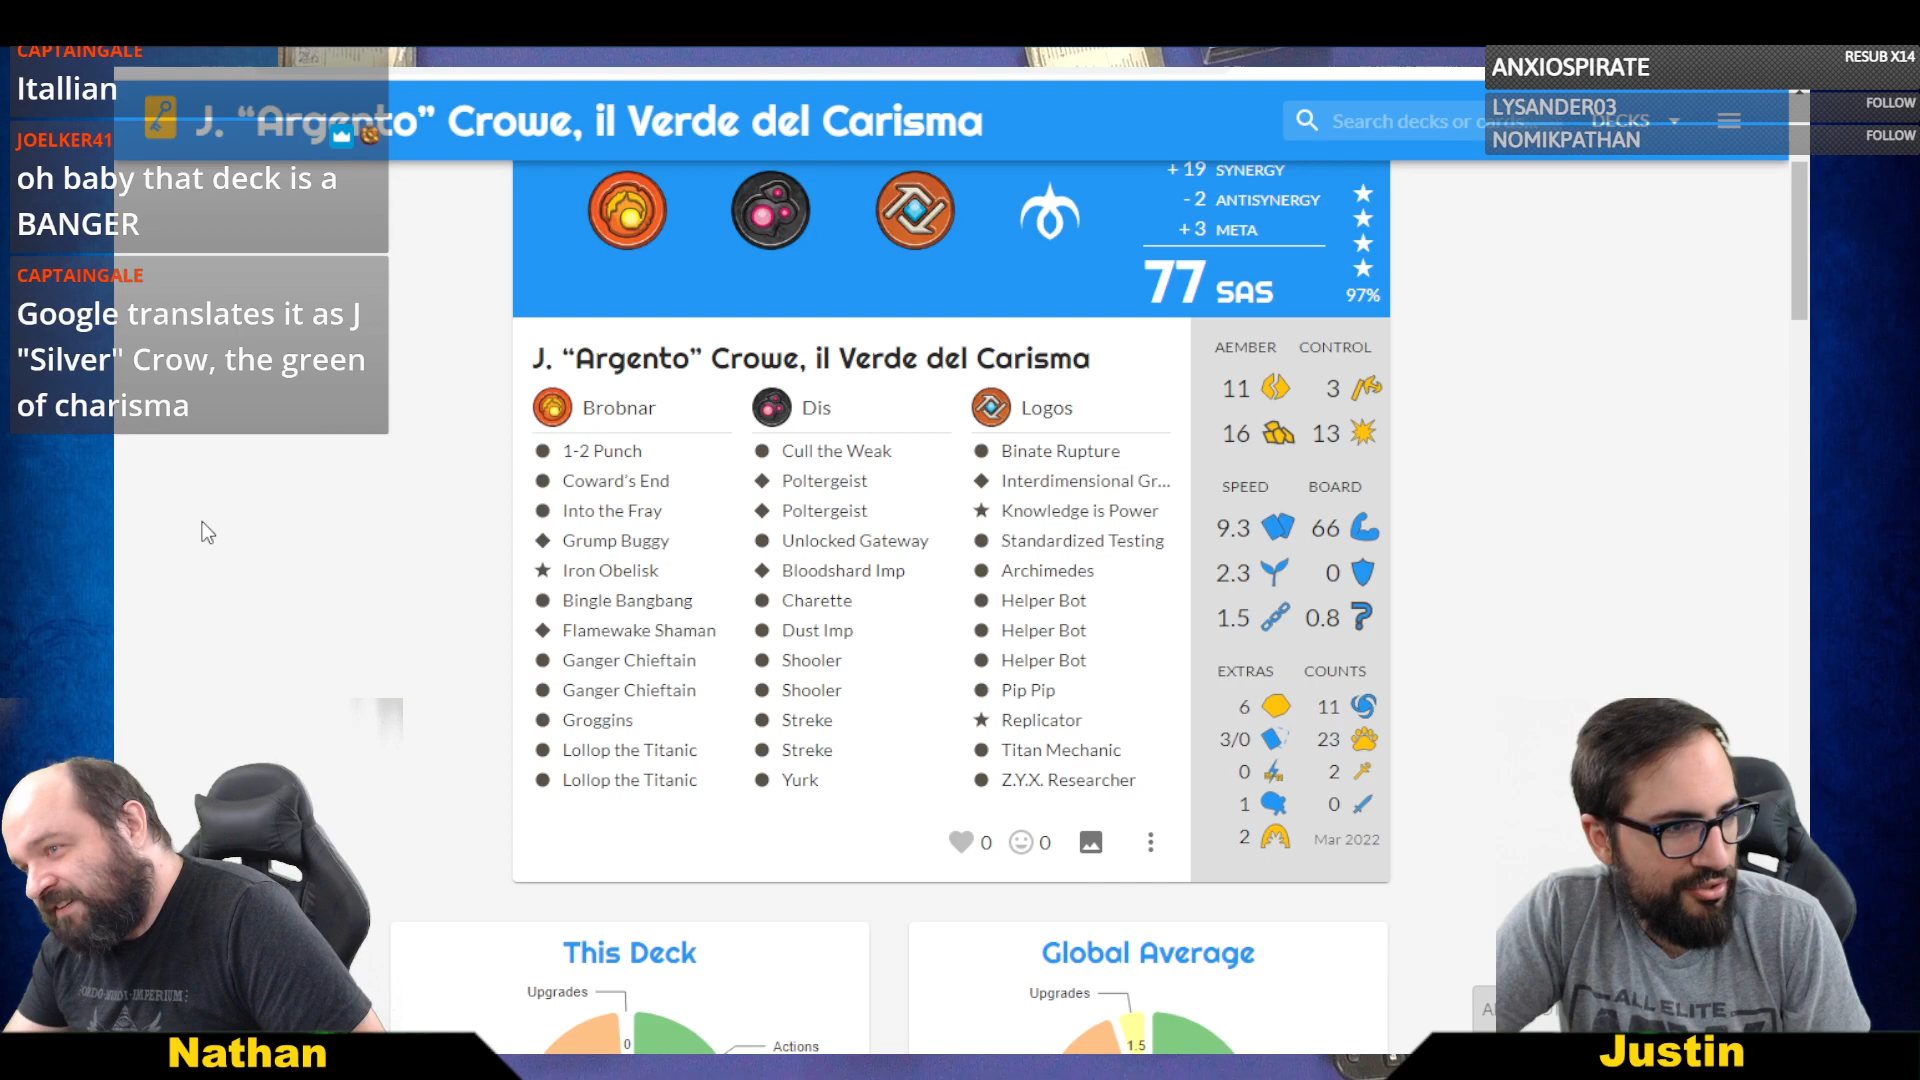 CAPTAINGALE
Itallian
JOELKER41
oh baby that deck is a
BANGER
CAPTAINGALE
Google translates it as J
"Silver" Crow, the green
of charisma
J. “Argento” Crowe, il Verde del Carisma
Search decks or cards...
DECKS
ANXIOSPIRATE
RESUB X14
LYSANDER03
FOLLOW
NOMIKPATHAN
FOLLOW
+ 19 SYNERGY
- 2 ANTISYNERGY
+ 3 META
77 SAS
97%
J. “Argento” Crowe, il Verde del Carisma
Brobnar
1-2 Punch
Coward's End
Into the Fray
Grump Buggy
Iron Obelisk
Bingle Bangbang
Flamewake Shaman
Ganger Chieftain
Ganger Chieftain
Groggins
Lollop the Titanic
Lollop the Titanic
Dis
Cull the Weak
Poltergeist
Poltergeist
Unlocked Gateway
Bloodshard Imp
Charette
Dust Imp
Shooler
Shooler
Streke
Streke
Yurk
Logos
Binate Rupture
Interdimensional Gr...
Knowledge is Power
Standardized Testing
Archimedes
Helper Bot
Helper Bot
Helper Bot
Pip Pip
Replicator
Titan Mechanic
Z.Y.X. Researcher
0 0
AEMBER CONTROL
11 3
16 13
SPEED BOARD
9.3 66
2.3 0
1.5 0.8
EXTRAS COUNTS
6 11
3/0 23
0 2
1 0
2 Mar 2022
This Deck
Upgrades
0
Actions
Global Average
Upgrades
1.5
ORDO·MINOR·IMPERIUM
ALL ELITE
Nathan
Justin